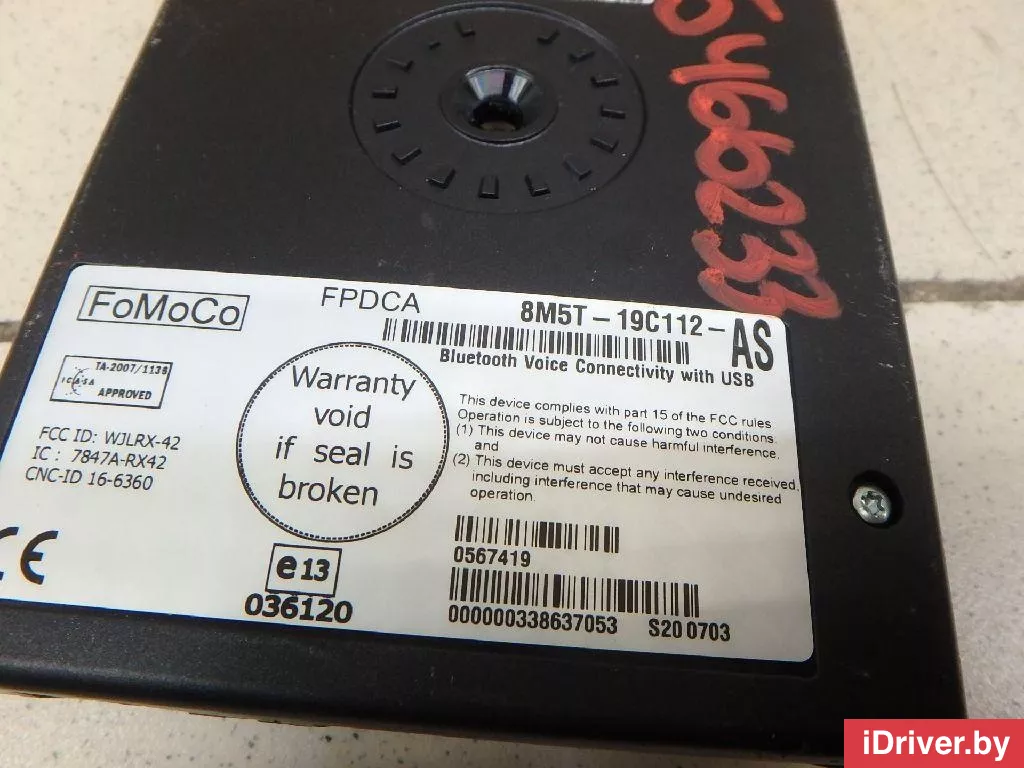 546623B
FoMoCo
FPDCA
8M5T-19C112-AS
Bluetooth Voice Connectivity with USB
ICASA
TA-2007/1138
APPROVED
FCC ID: WJLRX-42
IC : 7847A-RX42
CNC-ID 16-6360
Warranty
void
if seal is
broken
This device complies with part 15 of the FCC rules
Operation is subject to the following two conditions.
(1) This device may not cause harmful interference,
and
(2) This device must accept any interference received,
including interference that may cause undesired
operation.
CE
e13
036120
0567419
000000338637053 S20 0703
iDriver.by